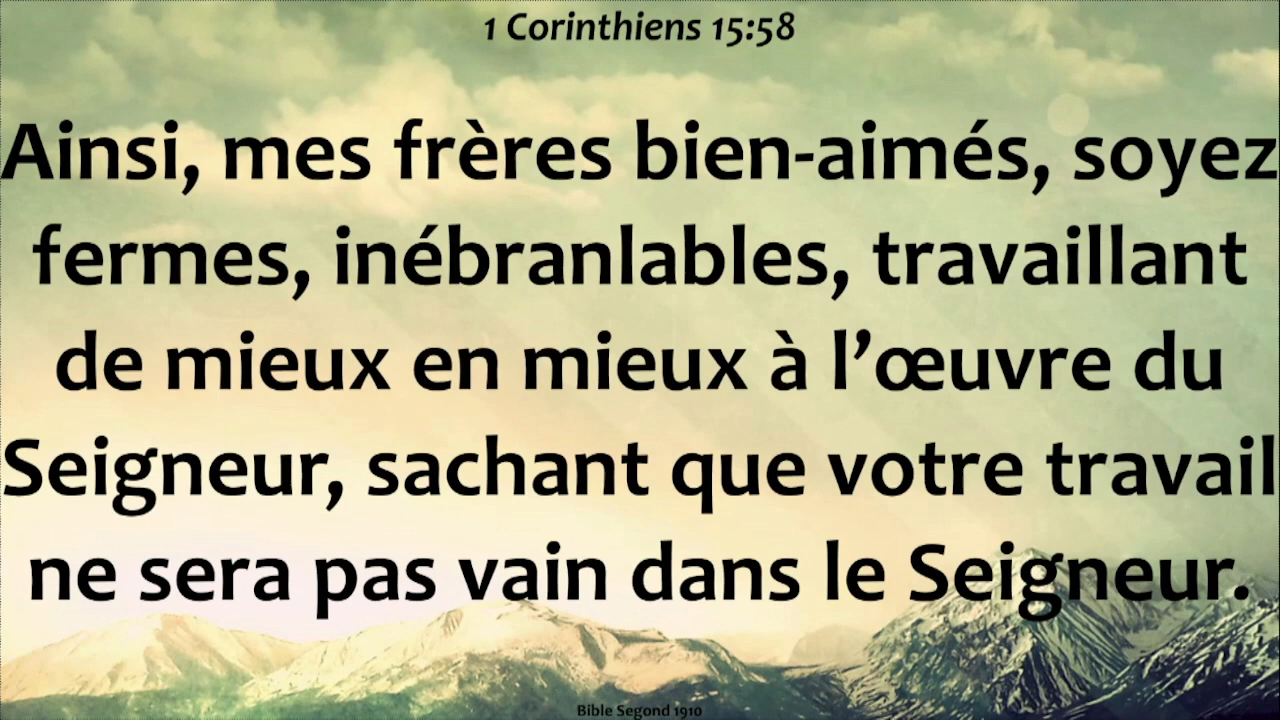 1 Corinthiens 15:58
Ainsi, mes frères bien-aimés, soyez
fermes, inébranlables, travaillant
de mieux en mieux à l’œuvre du
Seigneur, sachant que votre travail
ne sera pas vain dans le Seigneur.
Bible Segond 1910